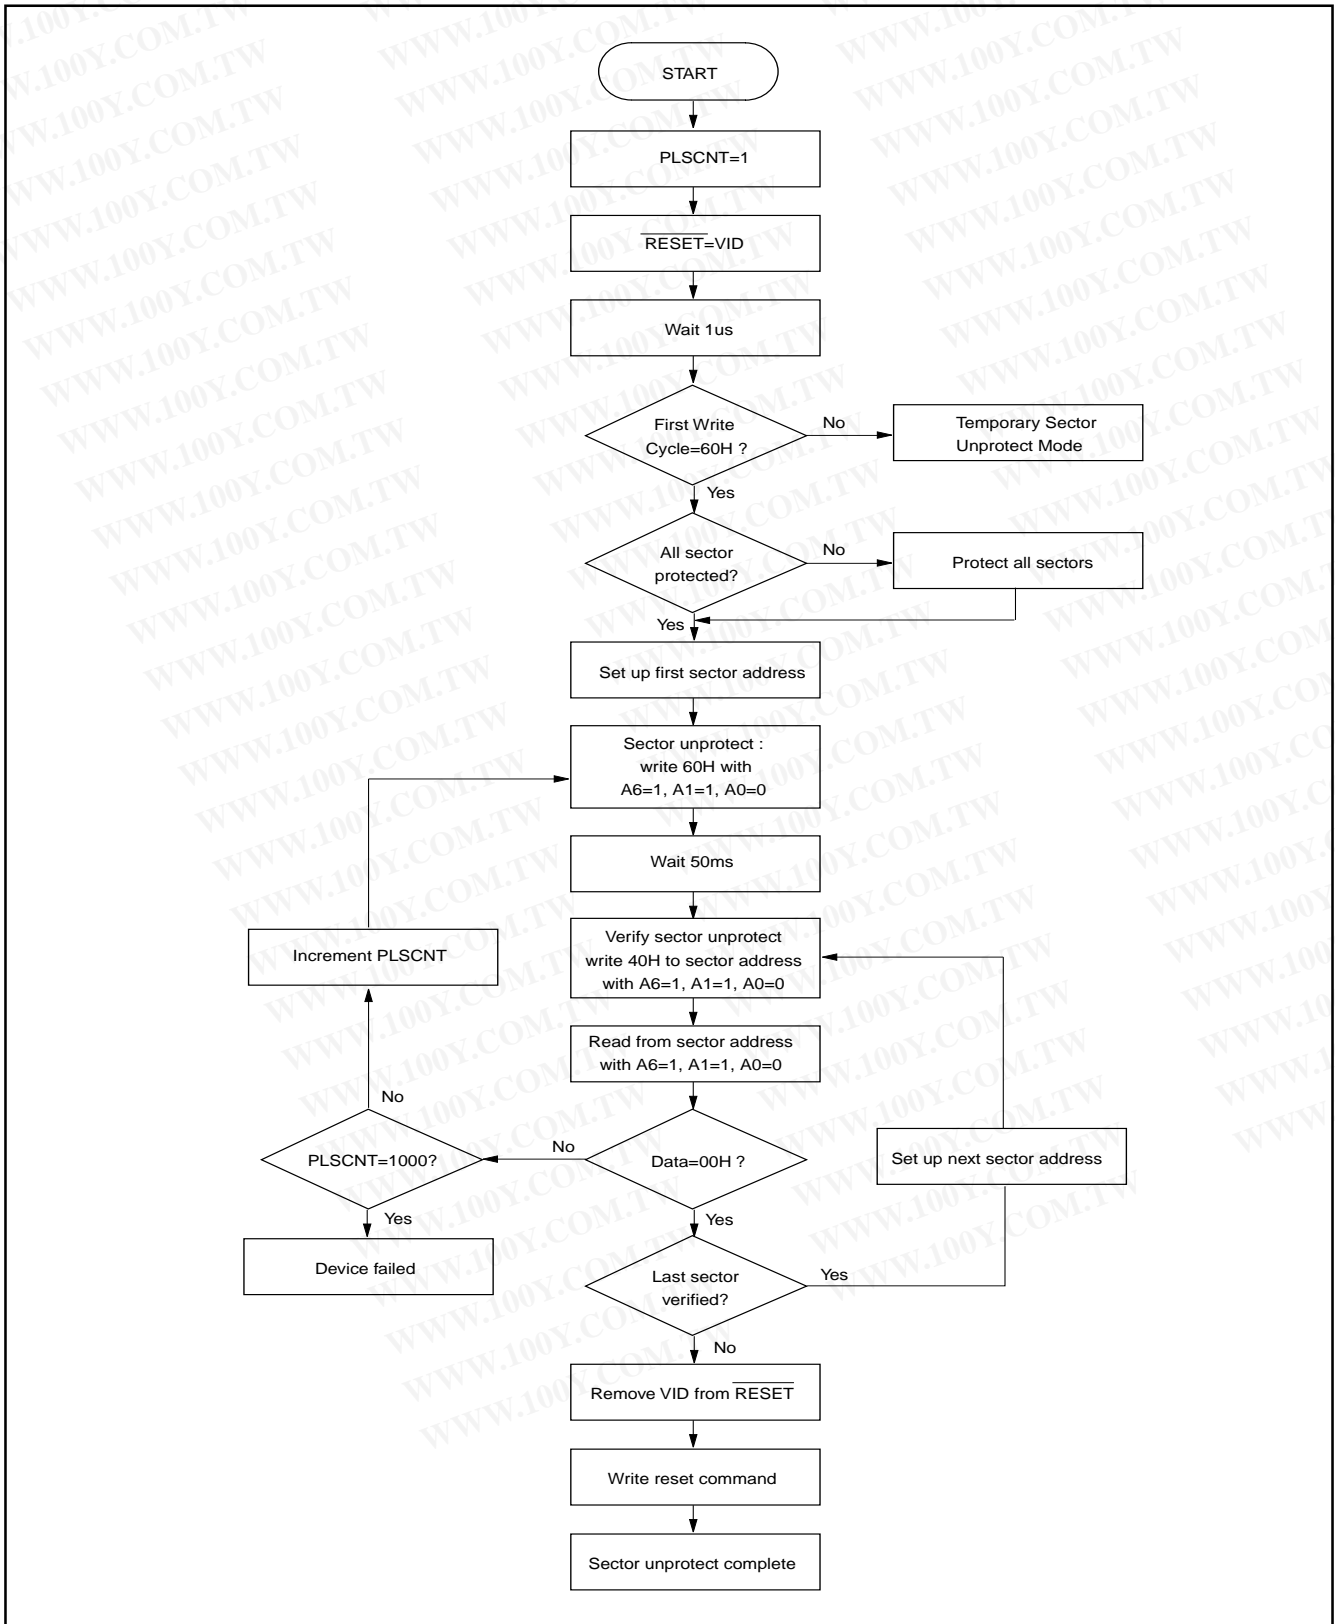 START
PLSCNT=1
RESET=VID
Wait 1us
First Write
Cycle=60H ?
No
Temporary Sector
Unprotect Mode
Yes
All sector
protected?
No
Protect all sectors
Yes
Set up first sector address
Sector unprotect :
write 60H with
A6=1, A1=1, A0=0
Wait 50ms
Increment PLSCNT
Verify sector unprotect
write 40H to sector address
with A6=1, A1=1, A0=0
Read from sector address
with A6=1, A1=1, A0=0
No
PLSCNT=1000?
No
Data=00H ?
Set up next sector address
Yes
Yes
Device failed
Last sector
verified?
Yes
No
Remove VID from RESET
Write reset command
Sector unprotect complete
WWW.100Y.COM.TW